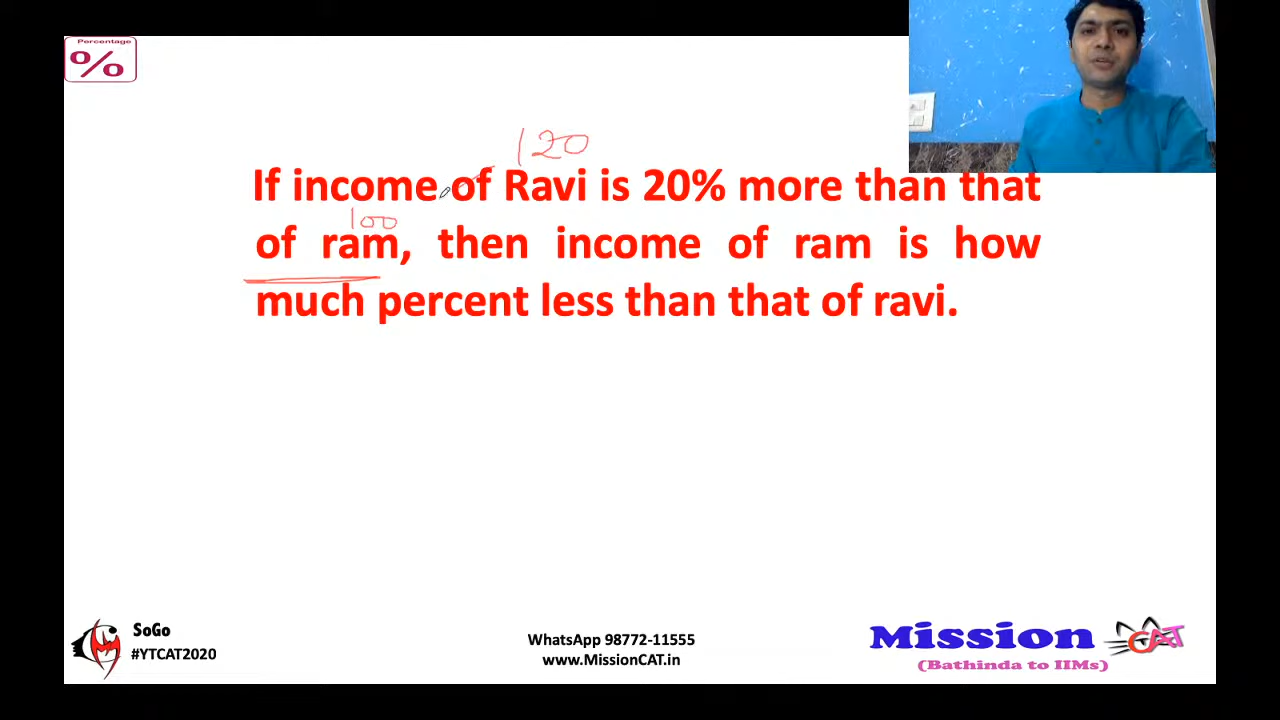 Percentage
%
120
If income of Ravi is 20% more than that
100
of ram, then income of ram is how
much percent less than that of ravi.
SoGo
#YTCAT2020
WhatsApp 98772-11555
www.MissionCAT.in
Mission CAT
(Bathinda to IIMs)